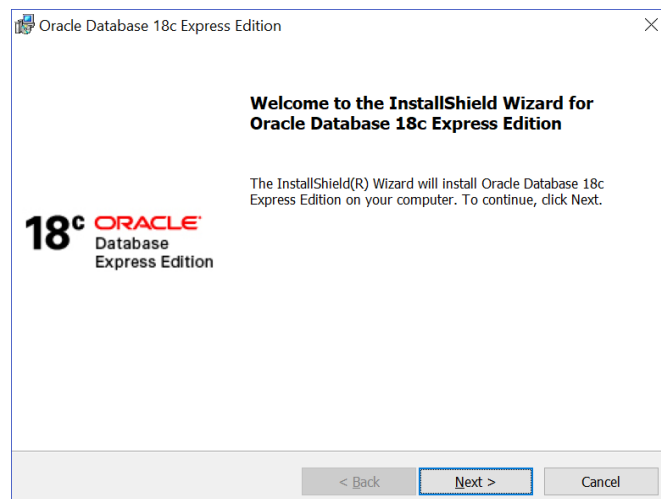 Oracle Database 18c Express Edition
Welcome to the InstallShield Wizard for
Oracle Database 18c Express Edition
The InstallShield(R) Wizard will install Oracle Database 18c
Express Edition on your computer. To continue, click Next.
18c ORACLE
Database
Express Edition
< Back Next > Cancel